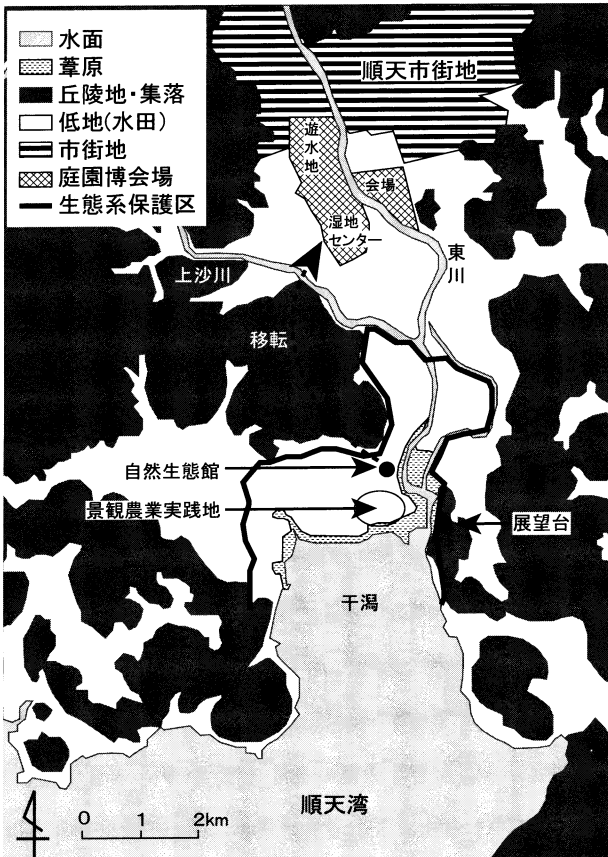 水面
葦原
丘陵地・集落
低地(水田)
市街地
庭園博会場
生態系保護区
順天市街地
遊水地
会場
湿地
センター
東川
上沙川
移転
自然生態館
景観農業実践地
展望台
干潟
順天湾
0 1 2km